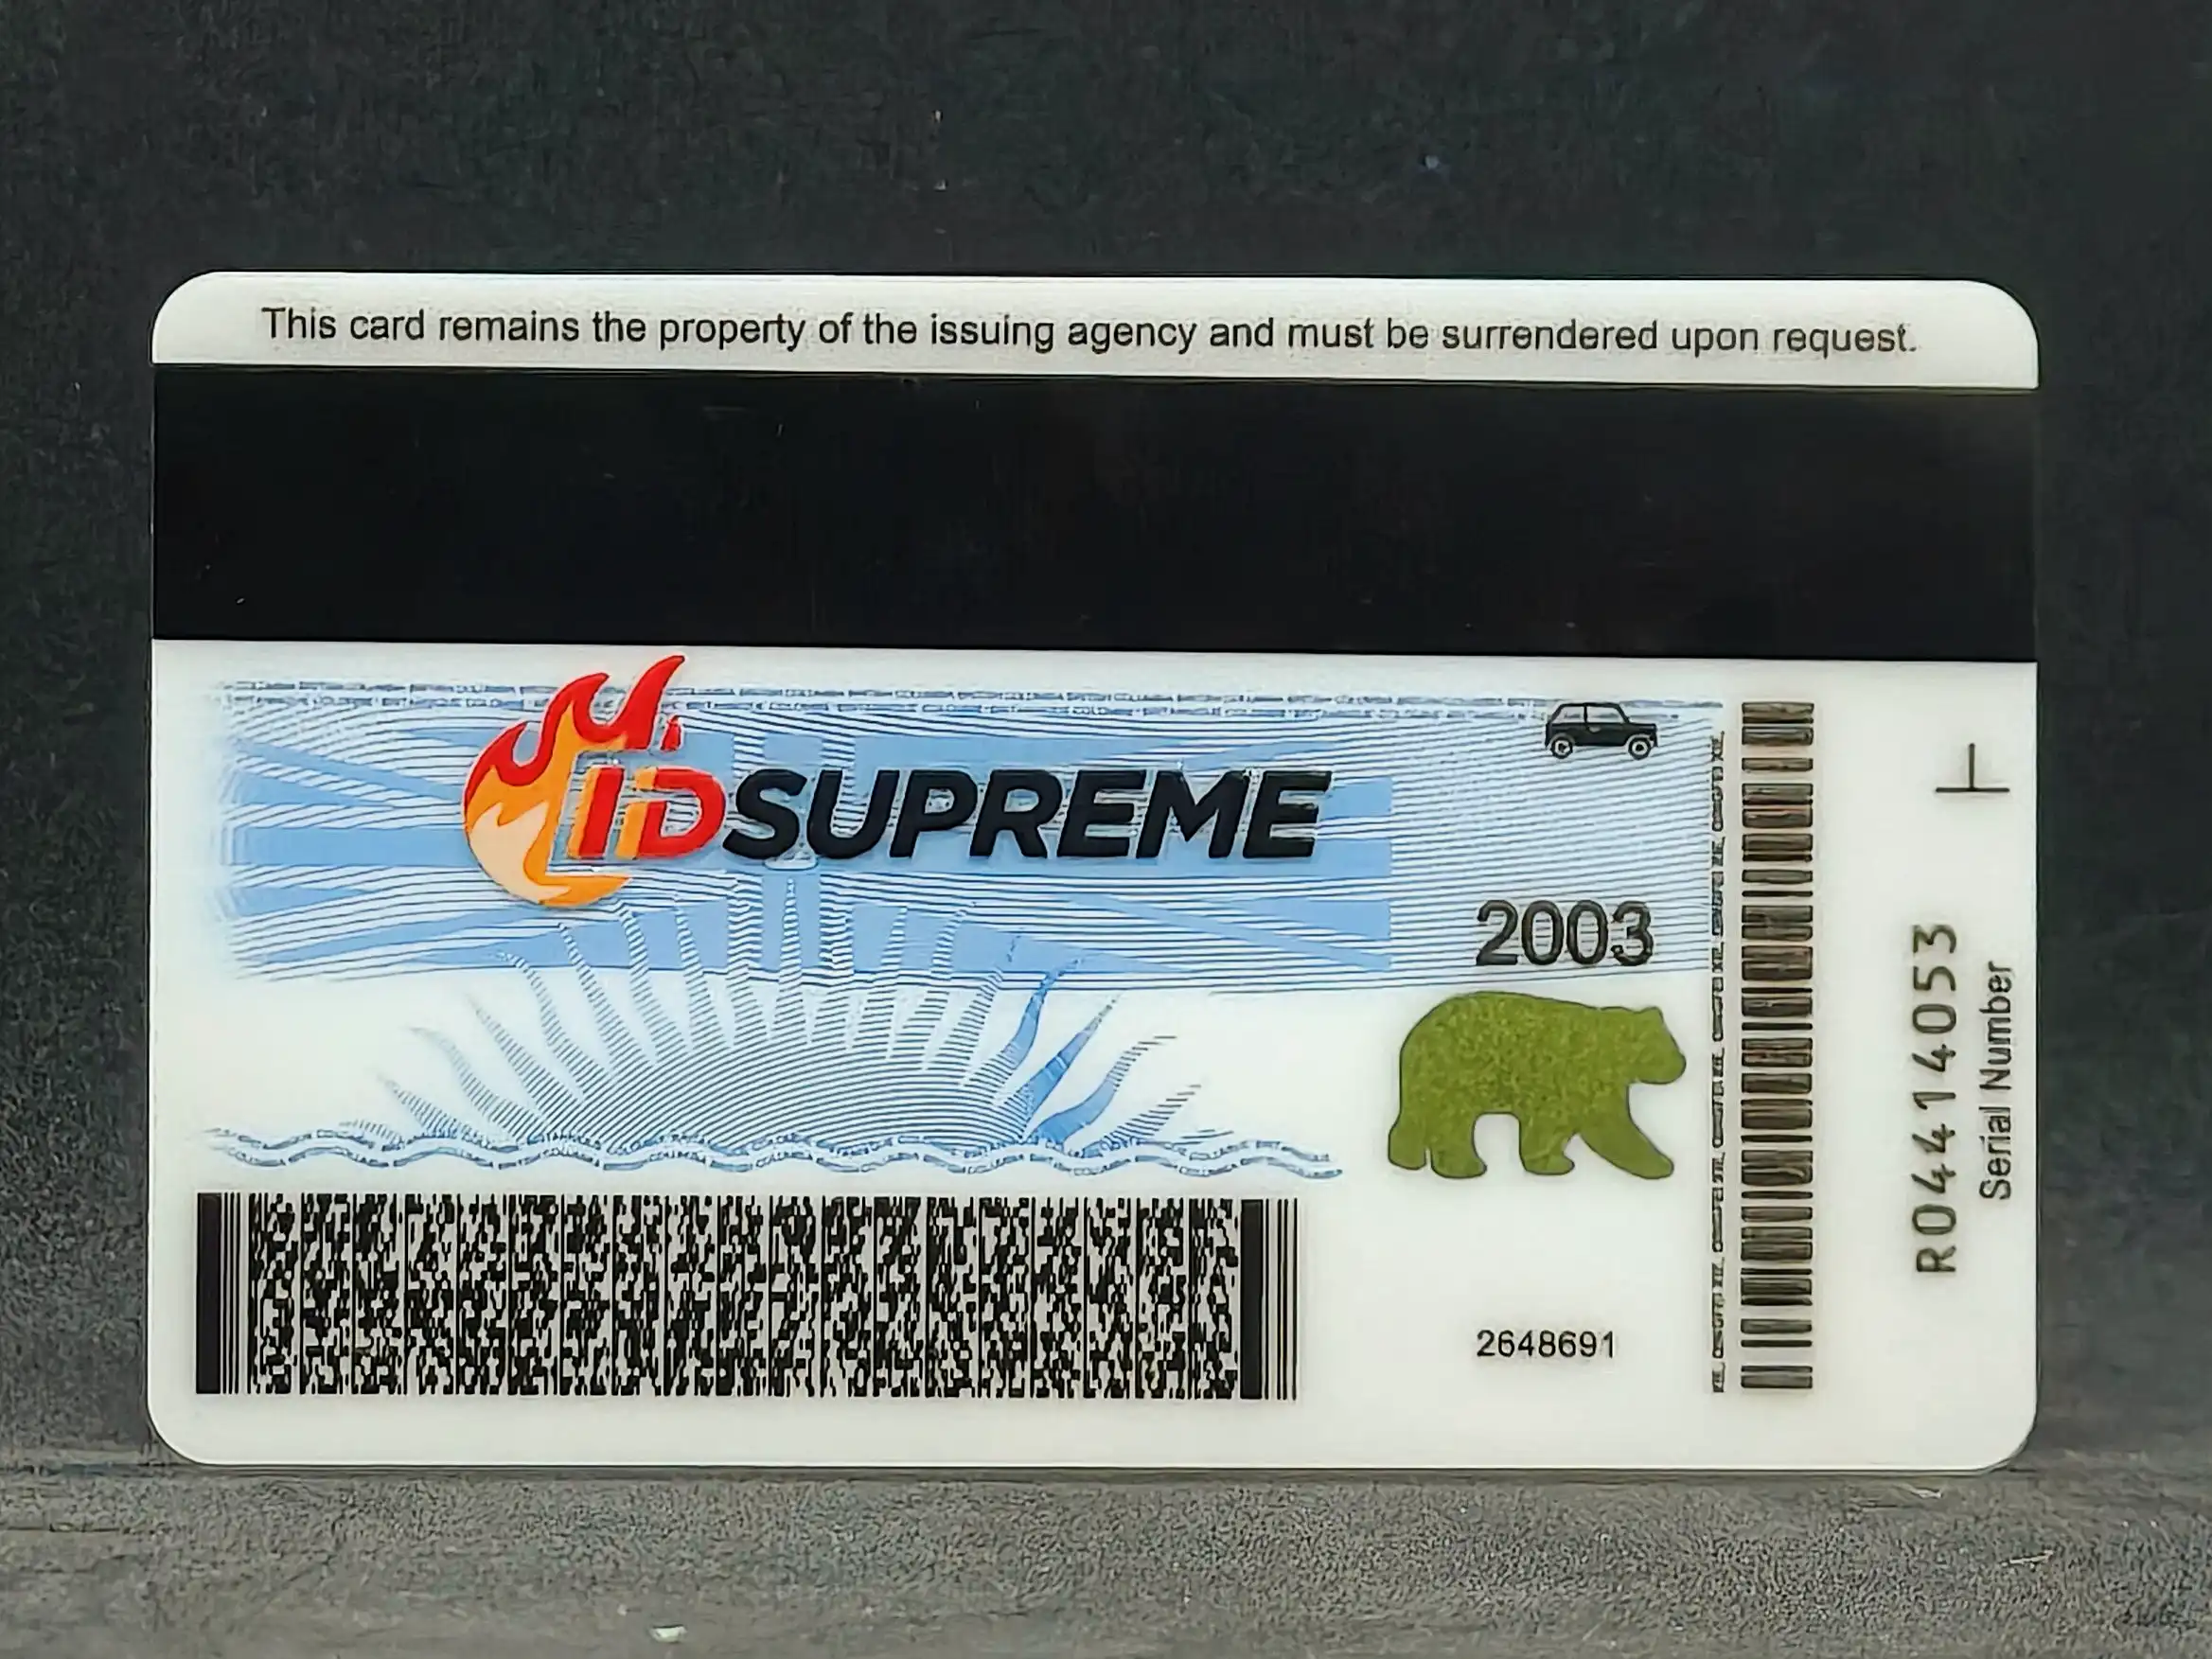 This card remains the property of the issuing agency and must be surrendered upon request.
IDSUPREME
2003
2648691
R04414053
Serial Number